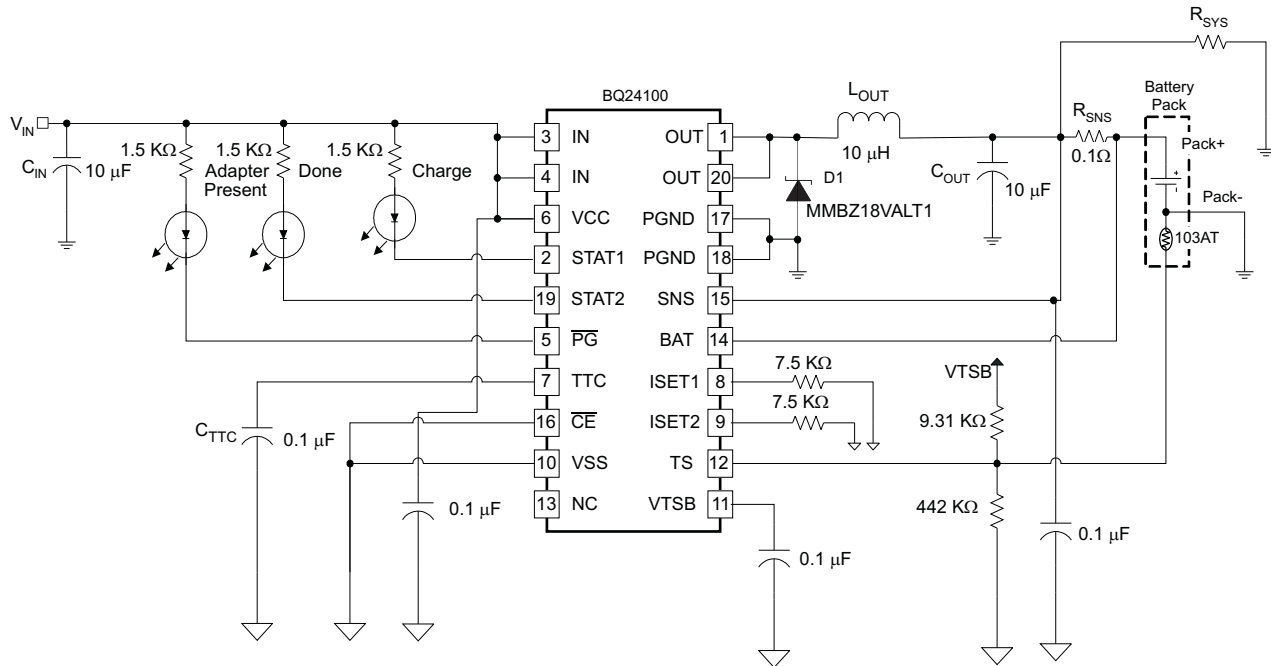 BQ24100
V_IN
C_IN
10 μF
1.5 KΩ
Adapter
Present
1.5 KΩ
Done
1.5 KΩ
Charge
3 IN
4 IN
6 VCC
2 STAT1
19 STAT2
5 P̅G̅
7 TTC
16 C̅E̅
10 VSS
13 NC
OUT 1
OUT 20
PGND 17
PGND 18
SNS 15
BAT 14
ISET1 8
ISET2 9
TS 12
VTSB 11
C_TTC
0.1 μF
0.1 μF
L_OUT
10 μH
D1
MMBZ18VALT1
C_OUT
10 μF
R_SYS
R_SNS
0.1Ω
Battery
Pack
Pack+
+
Pack-
103AT
7.5 KΩ
7.5 KΩ
VTSB
9.31 KΩ
442 KΩ
0.1 μF
0.1 μF